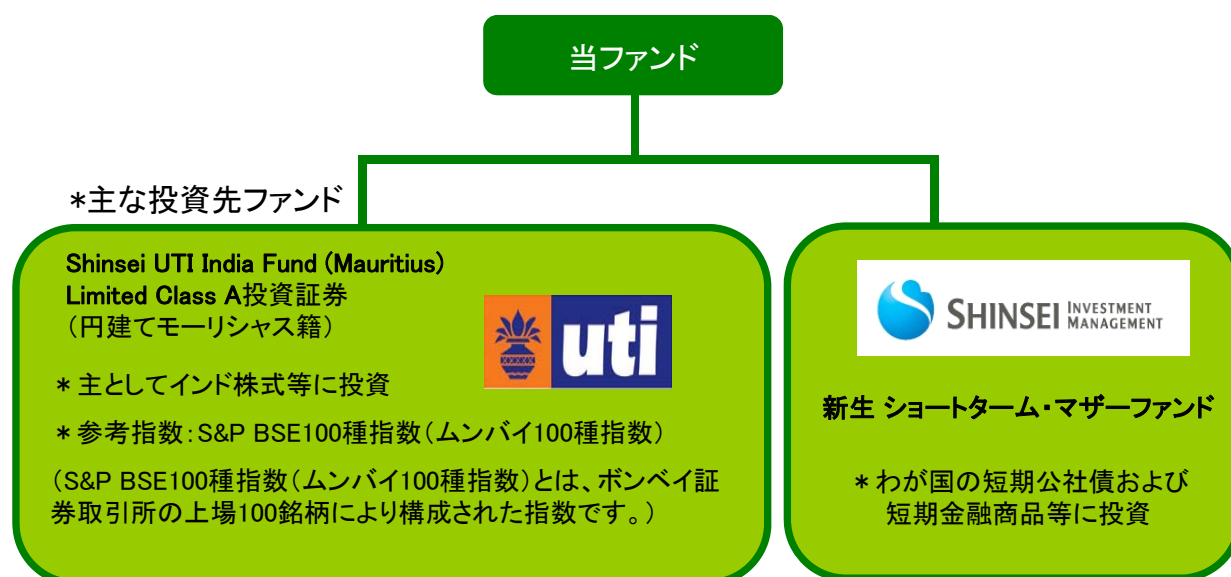 当ファンド
*主な投資先ファンド
Shinsei UTI India Fund (Mauritius)
Limited Class A投資証券
（円建てモーリシャス籍）
uti
* 主としてインド株式等に投資
* 参考指数：S&P BSE100種指数（ムンバイ100種指数）
（S&P BSE100種指数（ムンバイ100種指数）とは、ボンベイ証
券取引所の上場100銘柄により構成された指数です。）
SHINSEI INVESTMENT
MANAGEMENT
新生 ショートターム・マザーファンド
* わが国の短期公社債および
短期金融商品等に投資